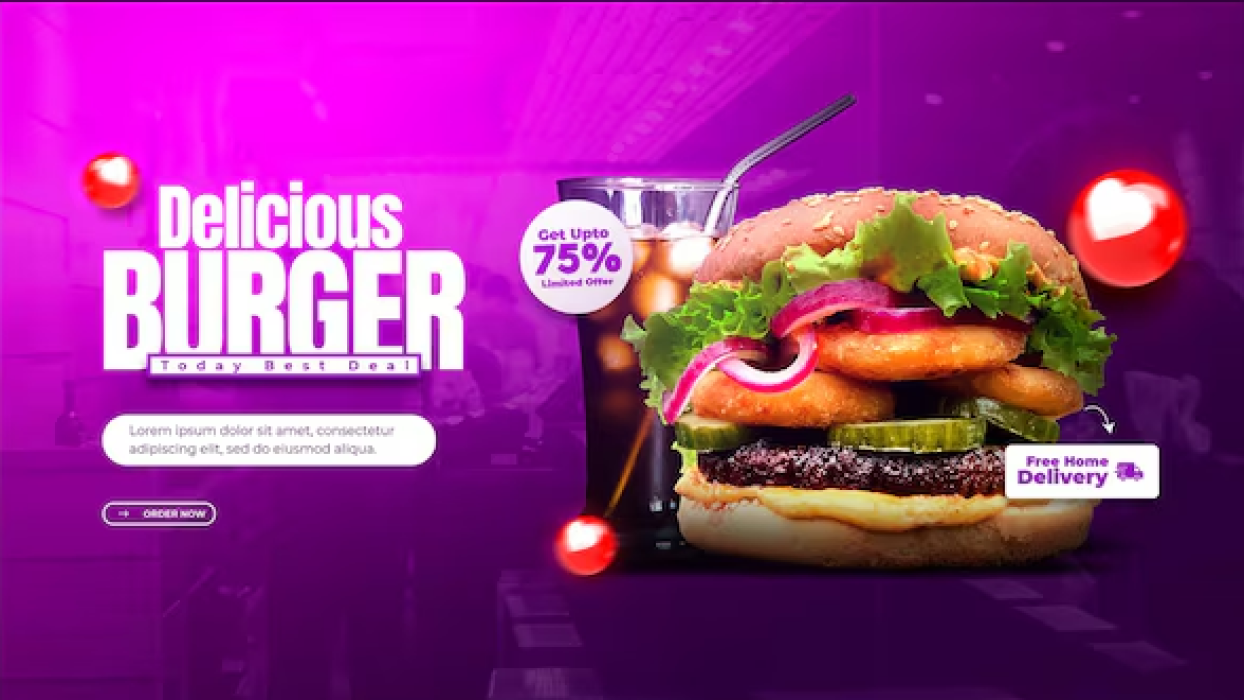 Delicious
BURGER
Today Best Deal
Lorem ipsum dolor sit amet, consectetur
adipiscing elit, sed do eiusmod aliqua.
→ ORDER NOW
Get Upto
75%
Limited Offer
Free Home
Delivery